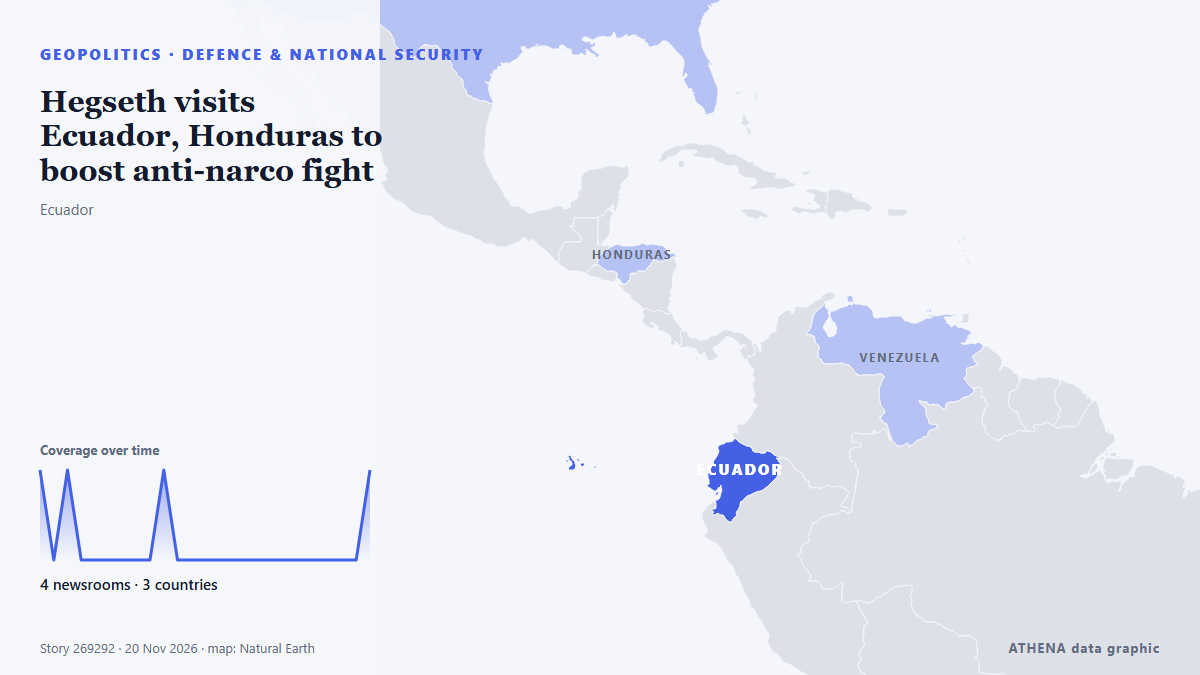 GEOPOLITICS · DEFENCE & NATIONAL SECURITY
Hegseth visits
Ecuador, Honduras to
boost anti-narco fight
Ecuador
HONDURAS
VENEZUELA
ECUADOR
Coverage over time
4 newsrooms · 3 countries
Story 269292 · 20 Nov 2026 · map: Natural Earth
ATHENA data graphic